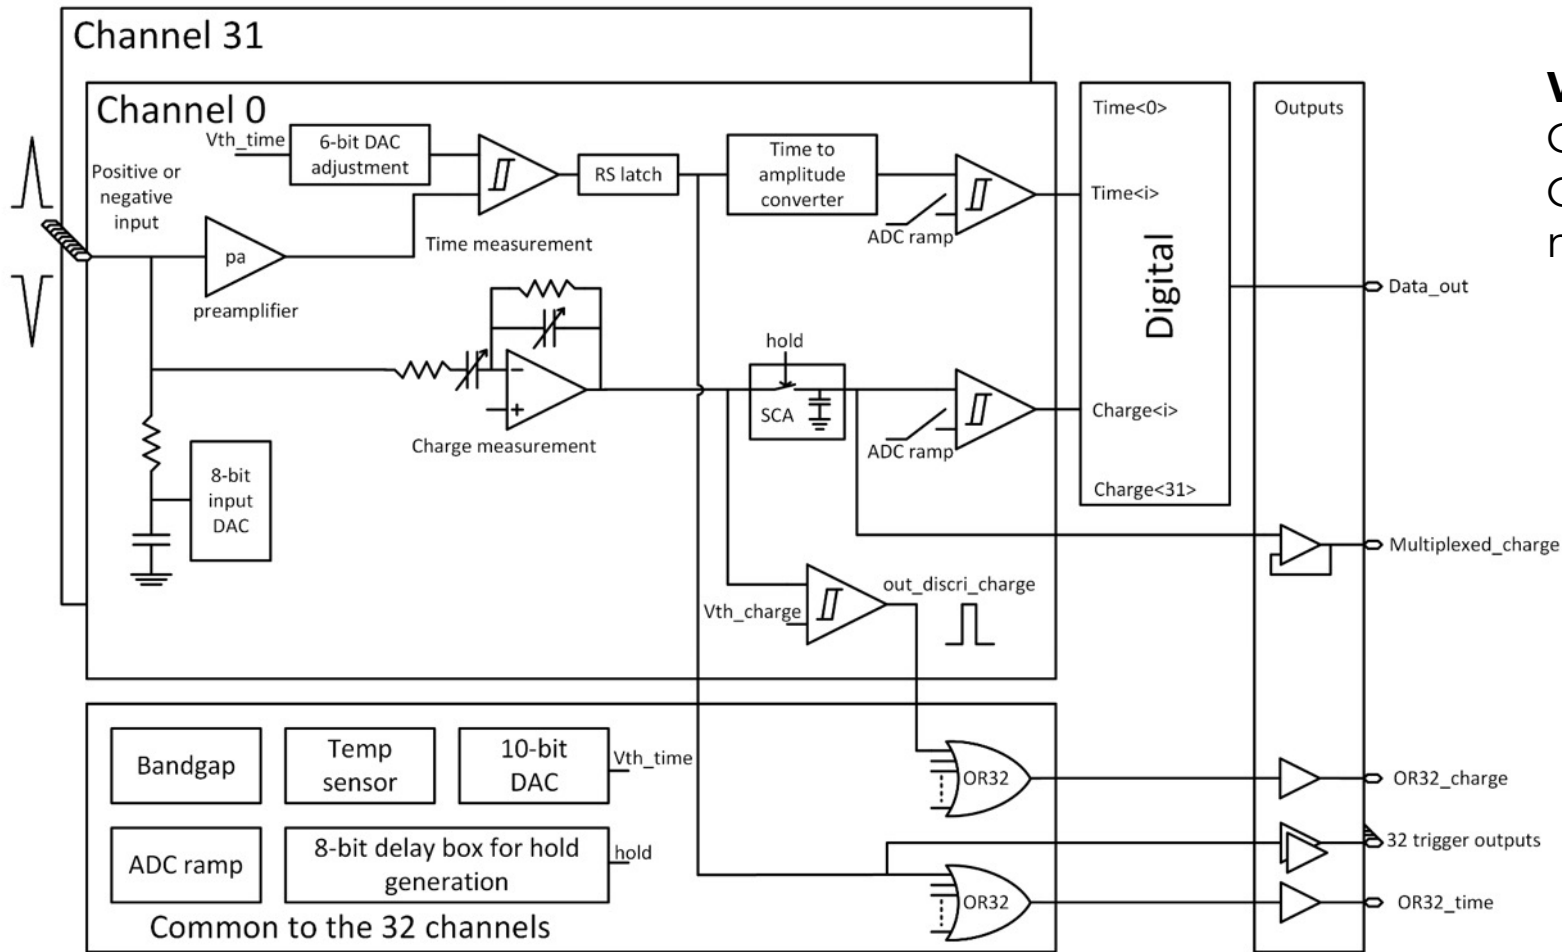 Channel 31
Channel 0
Vth_time
6-bit DAC
adjustment
RS latch
Time to
amplitude
converter
Positive or
negative
input
pa
preamplifier
Time measurement
ADC ramp
Time<0>
Time<i>
Digital
Charge<i>
Charge<31>
Outputs
Data_out
hold
SCA
Charge measurement
ADC ramp
8-bit
input
DAC
Multiplexed_charge
Vth_charge
out_discri_charge
Bandgap
Temp
sensor
10-bit
DAC
Vth_time
ADC ramp
8-bit delay box for hold
generation
hold
Common to the 32 channels
OR32
OR32
OR32_charge
32 trigger outputs
OR32_time